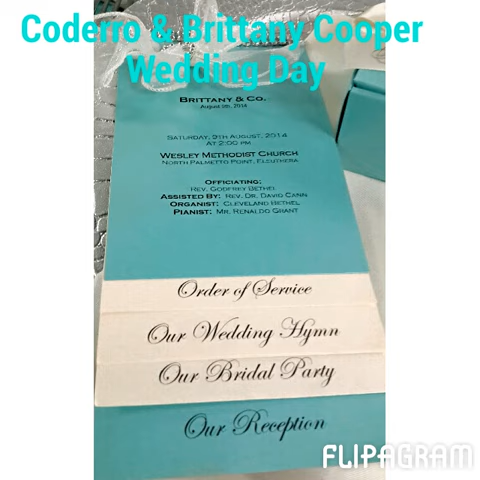 Coderro & Brittany Cooper
Wedding Day
Brittany & Co.
August 9th, 2014
Saturday, 9th August, 2014
At 2:00 pm
Wesley Methodist Church
North Palmetto Point, Eleuthera
Officiating:
Rev. Godfrey Bethel
Assisted By: Rev. Dr. David Cann
Organist: Cleveland Bethel
Pianist: Mr. Renaldo Grant
Order of Service
Our Wedding Hymn
Our Bridal Party
Our Reception
FLIPAGRAM